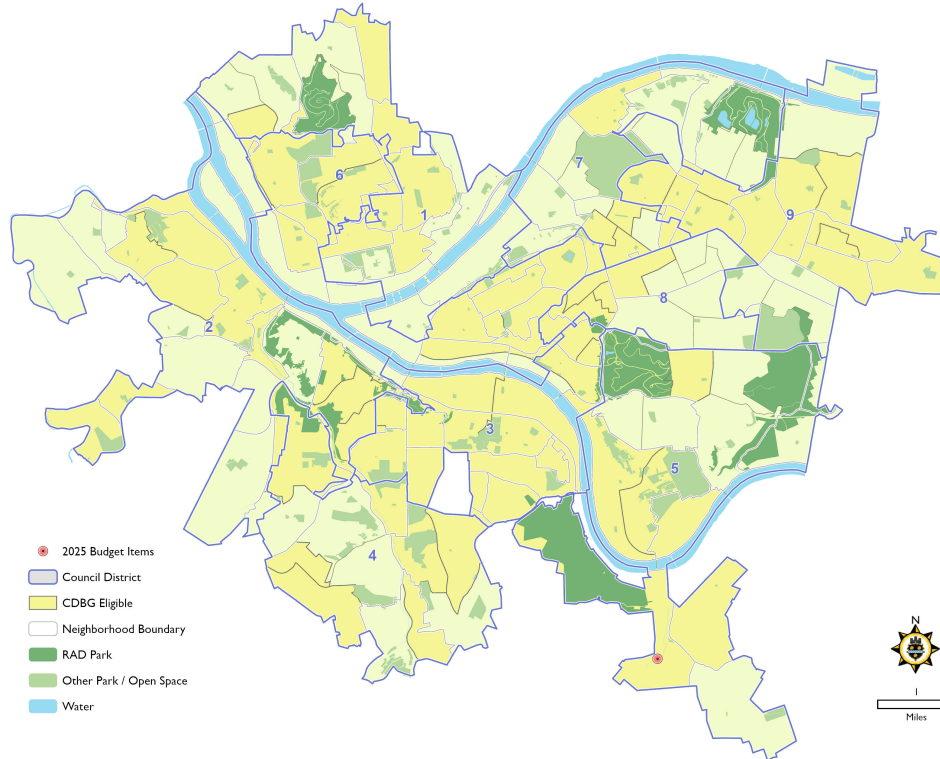 7
6
9
1
8
2
3
5
4
2025 Budget Items
Council District
CDBG Eligible
Neighborhood Boundary
RAD Park
Other Park / Open Space
Water
N
1
Miles